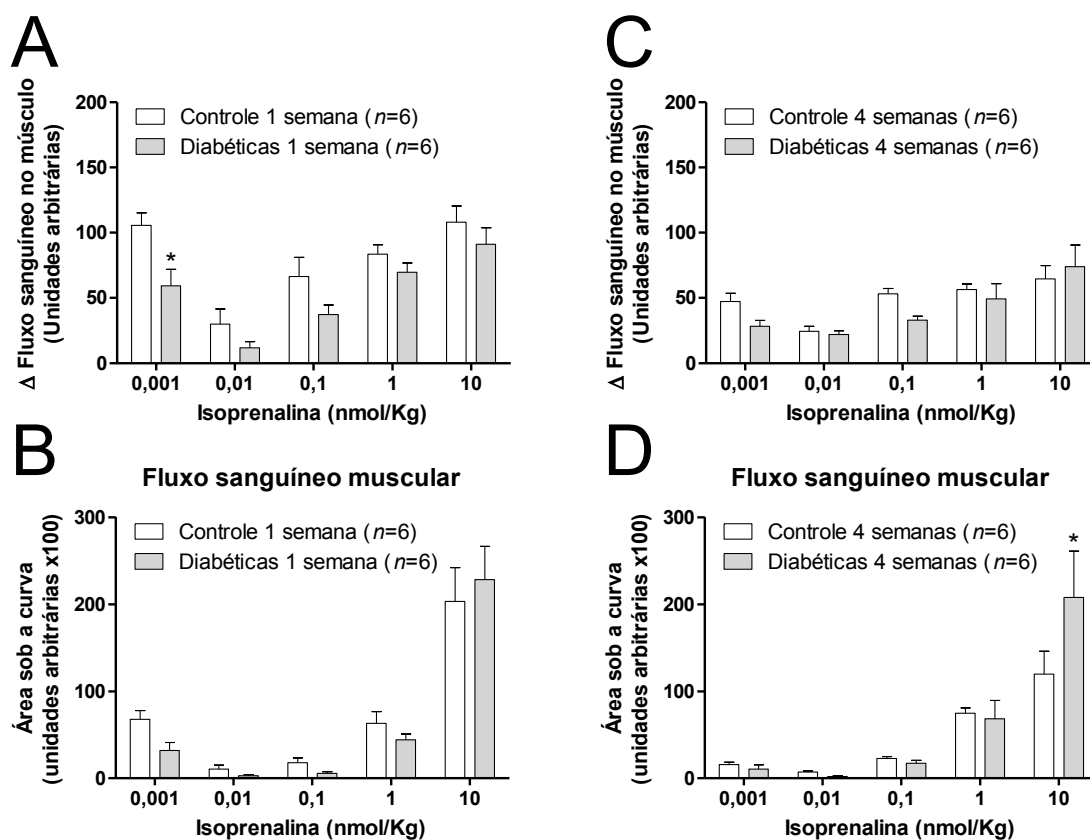 A
Δ Fluxo sanguíneo no músculo
(Unidades arbitrárias)
200
150
100
50
0
Controle 1 semana (n=6)
Diabéticas 1 semana (n=6)
*
0,001 0,01 0,1 1 10
Isoprenalina (nmol/Kg)
C
Δ Fluxo sanguíneo no músculo
(Unidades arbitrárias)
200
150
100
50
0
Controle 4 semanas (n=6)
Diabéticas 4 semanas (n=6)
0,001 0,01 0,1 1 10
Isoprenalina (nmol/Kg)
B
Fluxo sanguíneo muscular
Área sob a curva
(unidades arbitrárias x100)
300
200
100
0
Controle 1 semana (n=6)
Diabéticas 1 semana (n=6)
0,001 0,01 0,1 1 10
Isoprenalina (nmol/Kg)
D
Fluxo sanguíneo muscular
Área sob a curva
(unidades arbitrárias x100)
300
200
100
0
Controle 4 semanas (n=6)
Diabéticas 4 semanas (n=6)
*
0,001 0,01 0,1 1 10
Isoprenalina (nmol/Kg)